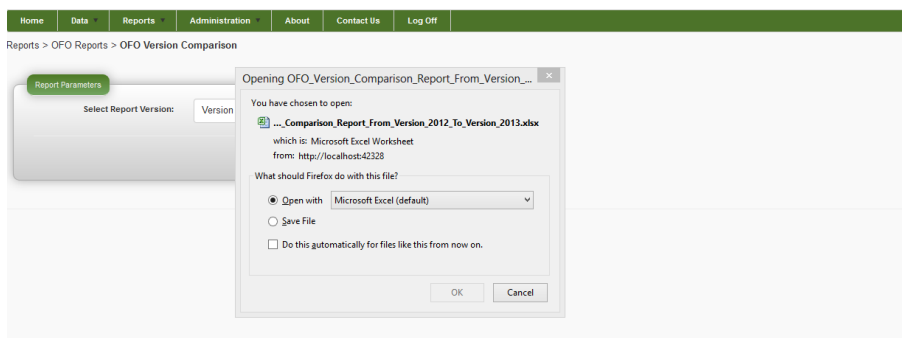 Home Data Reports Administration About Contact Us Log Off
Reports > OFO Reports > OFO Version Comparison
Report Parameters
Select Report Version:
Version
Opening OFO_Version_Comparison_Report_From_Version_...
You have chosen to open:
..._Comparison_Report_From_Version_2012_To_Version_2013.xlsx
which is: Microsoft Excel Worksheet
from: http://localhost:42328
What should Firefox do with this file?
Open with Microsoft Excel (default)
Save File
Do this automatically for files like this from now on.
OK Cancel